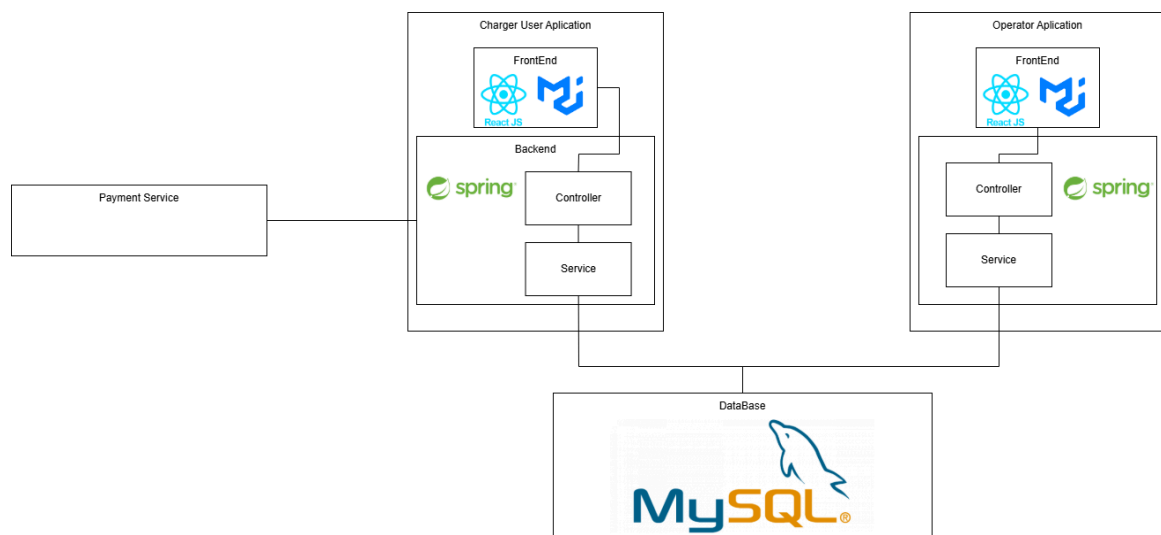 Charger User Aplication
FrontEnd
React JS
Backend
spring
Controller
Service
Payment Service
Operator Aplication
FrontEnd
React JS
Controller
spring
Service
DataBase
MySQL®